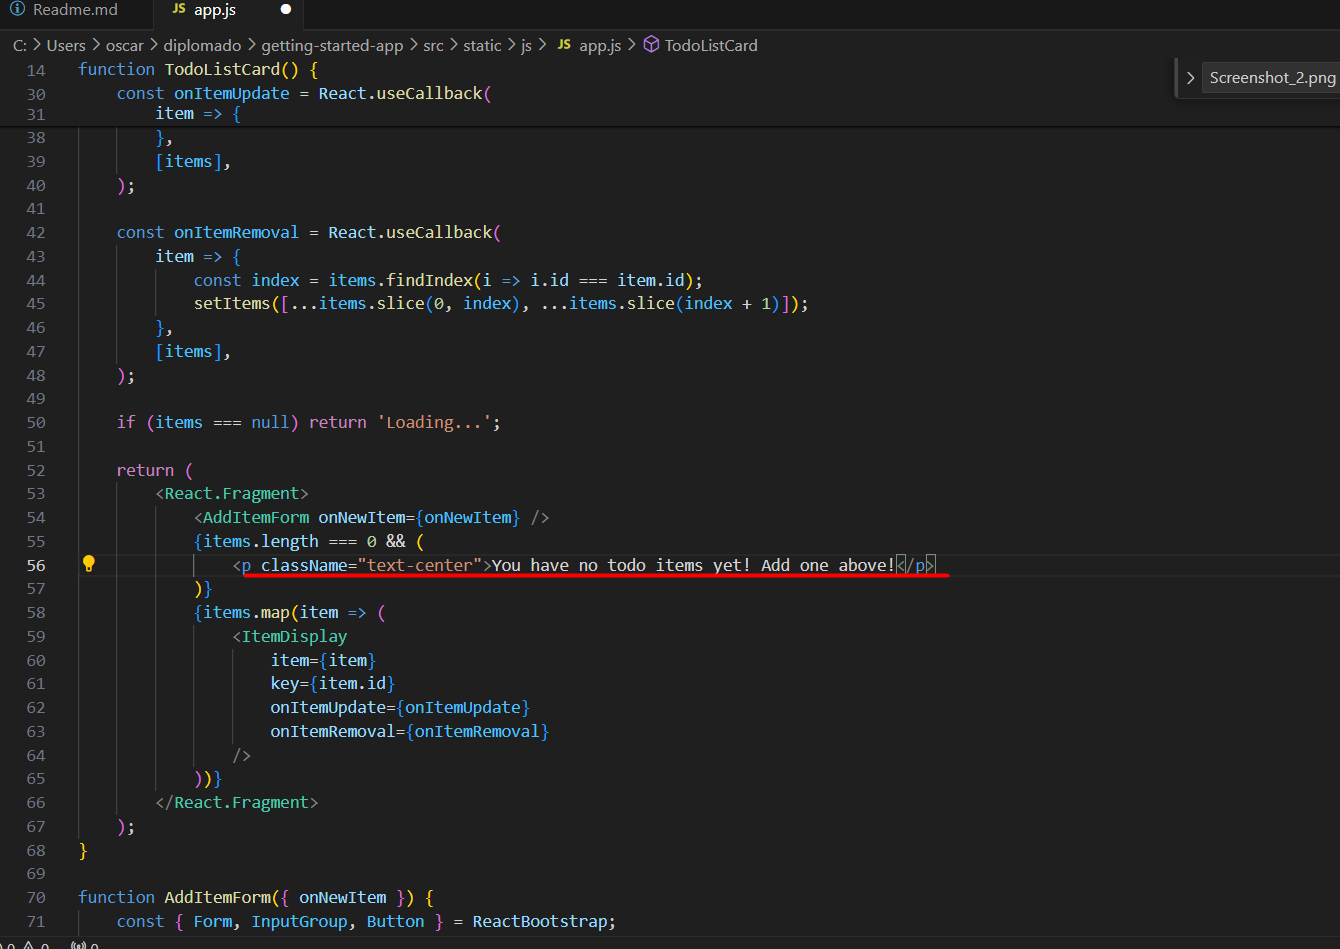 Readme.md
JS app.js
C: > Users > oscar > diplomado > getting-started-app > src > static > js > JS app.js > TodoListCard
Screenshot_2.png
14 function TodoListCard() {
30     const onItemUpdate = React.useCallback(
31         item => {
38         },
39         [items],
40     );
41
42     const onItemRemoval = React.useCallback(
43         item => {
44             const index = items.findIndex(i => i.id === item.id);
45             setItems([...items.slice(0, index), ...items.slice(index + 1)]);
46         },
47         [items],
48     );
49
50     if (items === null) return 'Loading...';
51
52     return (
53         <React.Fragment>
54             <AddItemForm onNewItem={onNewItem} />
55             {items.length === 0 && (
56                 <p className="text-center">You have no todo items yet! Add one above!</p>
57             )}
58             {items.map(item => (
59                 <ItemDisplay
60                     item={item}
61                     key={item.id}
62                     onItemUpdate={onItemUpdate}
63                     onItemRemoval={onItemRemoval}
64                 />
65             ))}
66         </React.Fragment>
67     );
68 }
69
70 function AddItemForm({ onNewItem }) {
71     const { Form, InputGroup, Button } = ReactBootstrap;
0 0 0